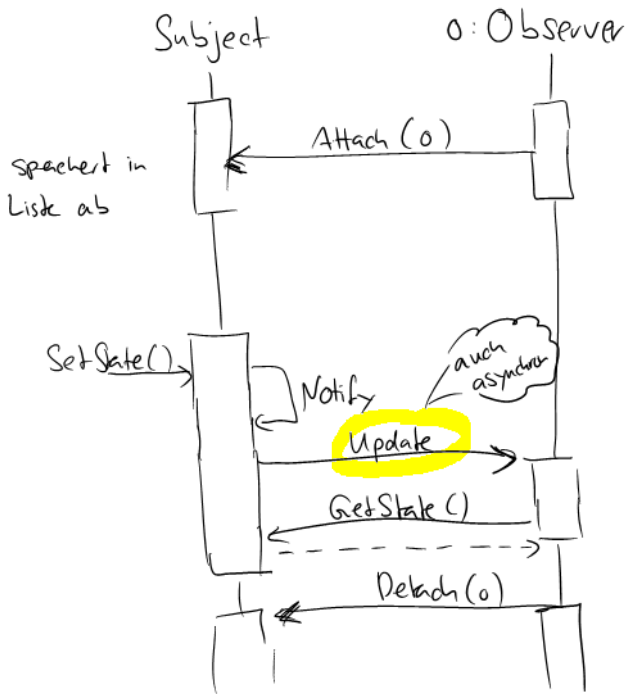 Subject
o: Observer
Attach (o)
speichert in
Liste ab
SetState()
Notify
auch
asynchron
Update
GetState ()
Detach (o)